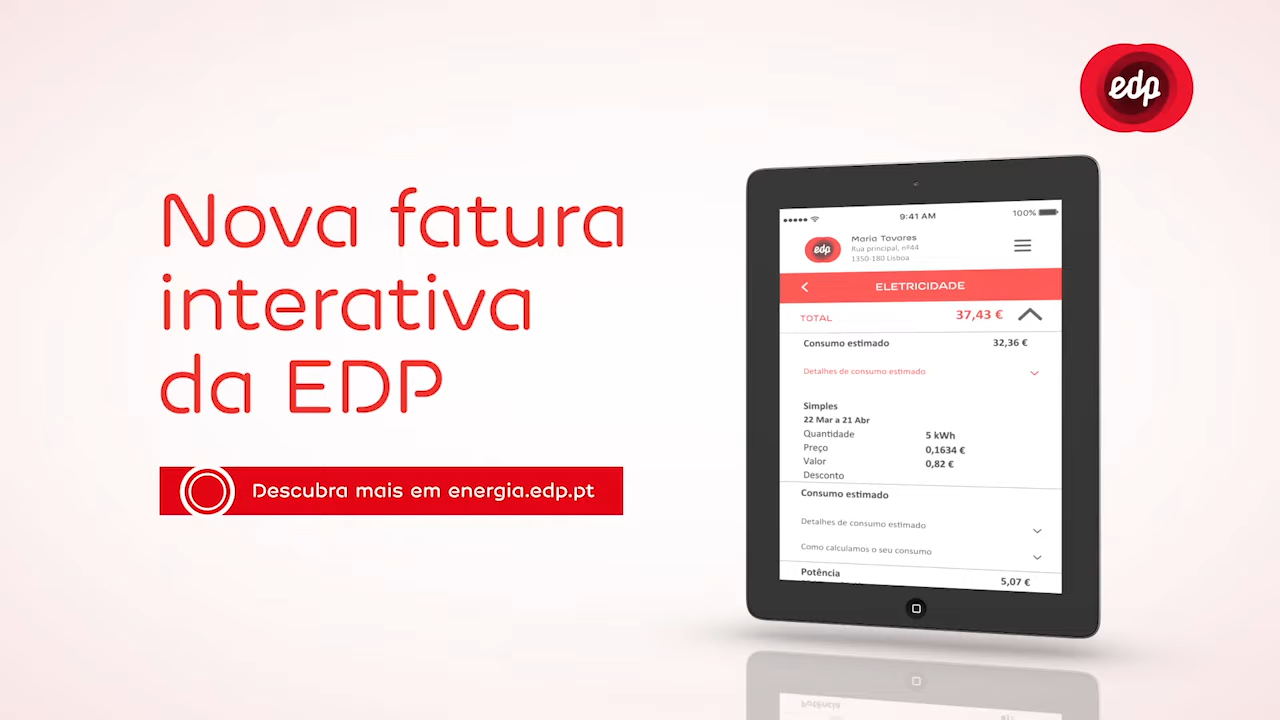 edp
Nova fatura
interativa
da EDP
Descubra mais em energia.edp.pt
9:41 AM
100%
edp
Maria Tavares
Rua principal, nº44
1350-180 Lisboa
ELETRICIDADE
TOTAL 37,43 €
Consumo estimado 32,36 €
Detalhes de consumo estimado
Simples
22 Mar a 21 Abr
Quantidade 5 kWh
Preço 0,1634 €
Valor 0,82 €
Desconto
Consumo estimado
Detalhes de consumo estimado
Como calculamos o seu consumo
Potência 5,07 €